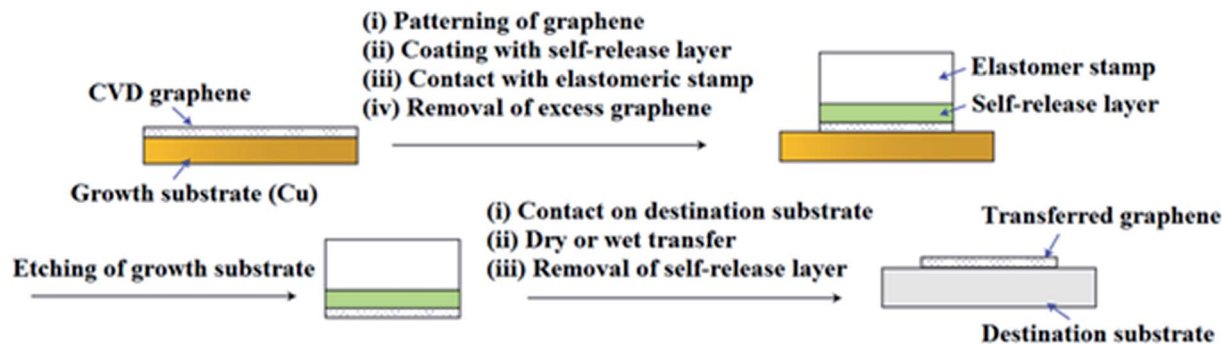 (i) Patterning of graphene
(ii) Coating with self-release layer
(iii) Contact with elastomeric stamp
(iv) Removal of excess graphene
CVD graphene
Growth substrate (Cu)
Elastomer stamp
Self-release layer
Etching of growth substrate
(i) Contact on destination substrate
(ii) Dry or wet transfer
(iii) Removal of self-release layer
Transferred graphene
Destination substrate